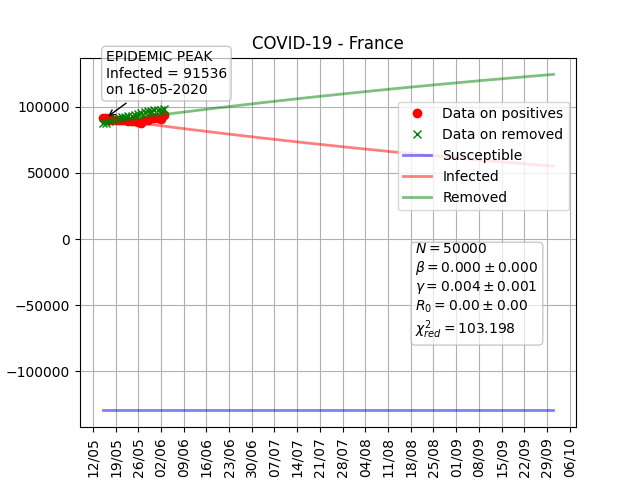 COVID-19 - France
EPIDEMIC PEAK
Infected = 91536
on 16-05-2020
100000
50000
0
−50000
−100000
Data on positives
Data on removed
Susceptible
Infected
Removed
N = 50000
β = 0.000 ± 0.000
γ = 0.004 ± 0.001
R₀ = 0.00 ± 0.00
χ²red = 103.198
12/05
19/05
26/05
02/06
09/06
16/06
23/06
30/06
07/07
14/07
21/07
28/07
04/08
11/08
18/08
25/08
01/09
08/09
15/09
22/09
29/09
06/10